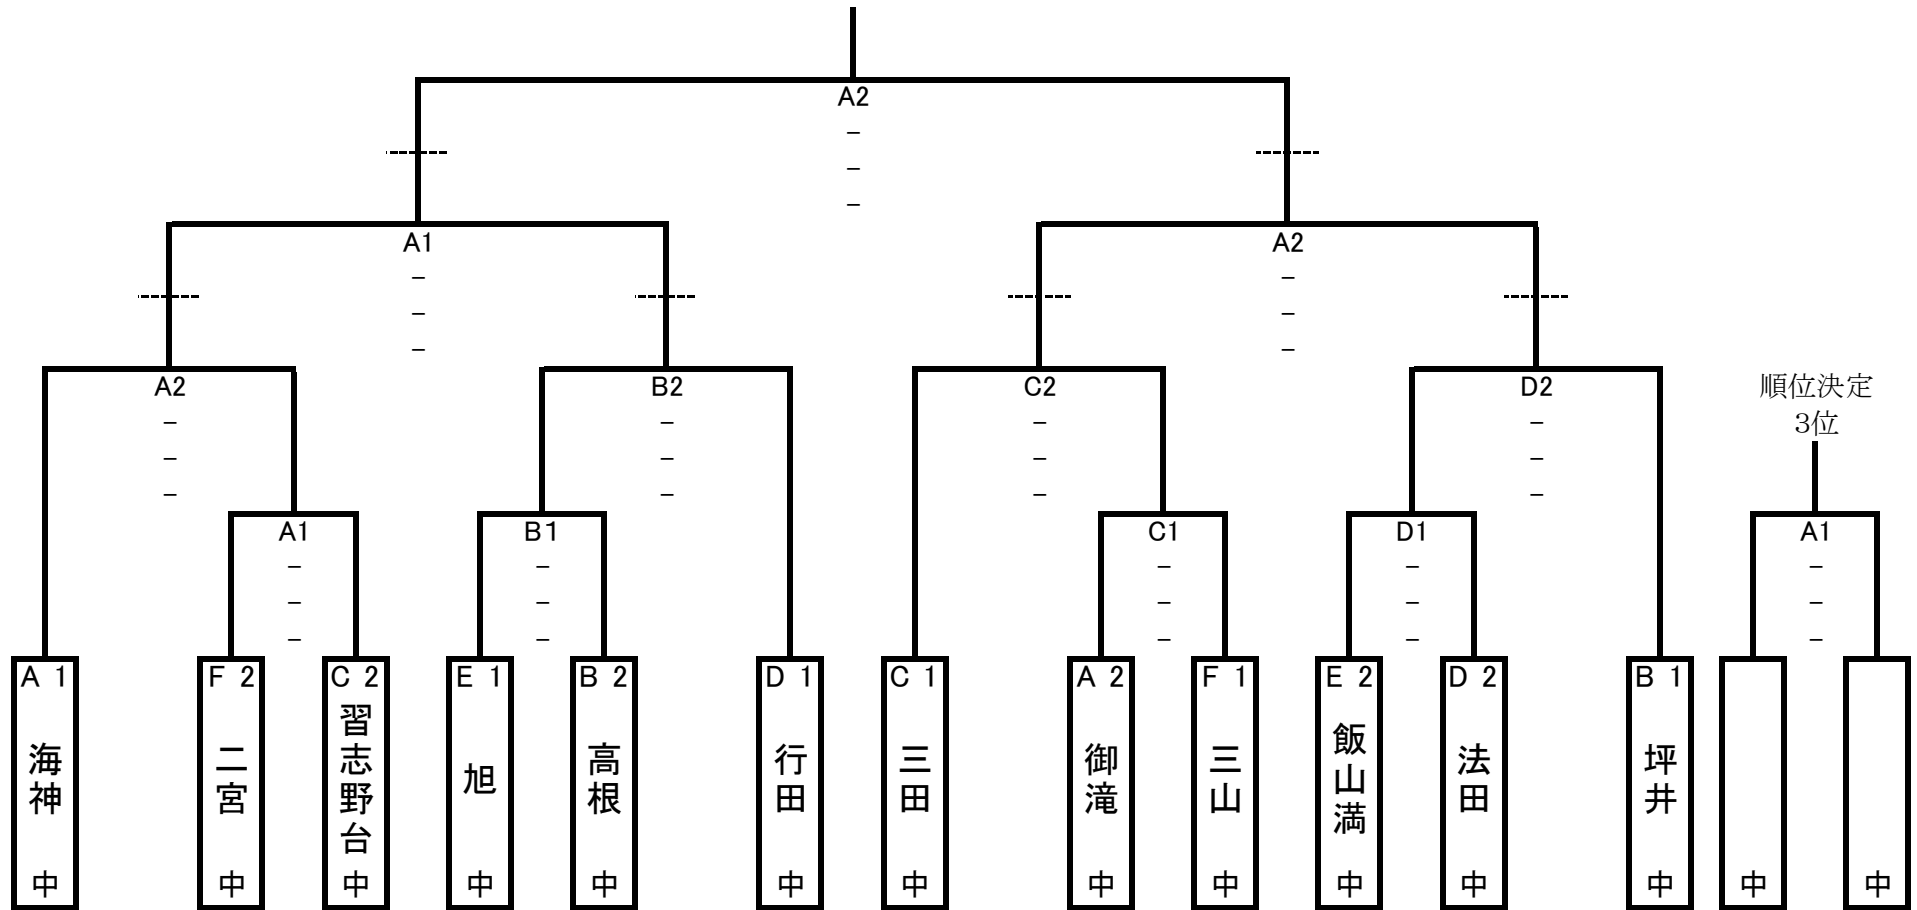 A2
-
-
-
A1
-
-
-
A2
-
-
-
A2
-
-
-
B2
-
-
-
C2
-
-
-
D2
-
-
-
順位決定
3位
A1
-
-
-
B1
-
-
-
C1
-
-
-
D1
-
-
-
A1
-
-
-
A 1
海神
中
F 2
二宮
中
C 2
習志野台
中
E 1
旭
中
B 2
高根
中
D 1
行田
中
C 1
三田
中
A 2
御滝
中
F 1
三山
中
E 2
飯山満
中
D 2
法田
中
B 1
坪井
中
中
中